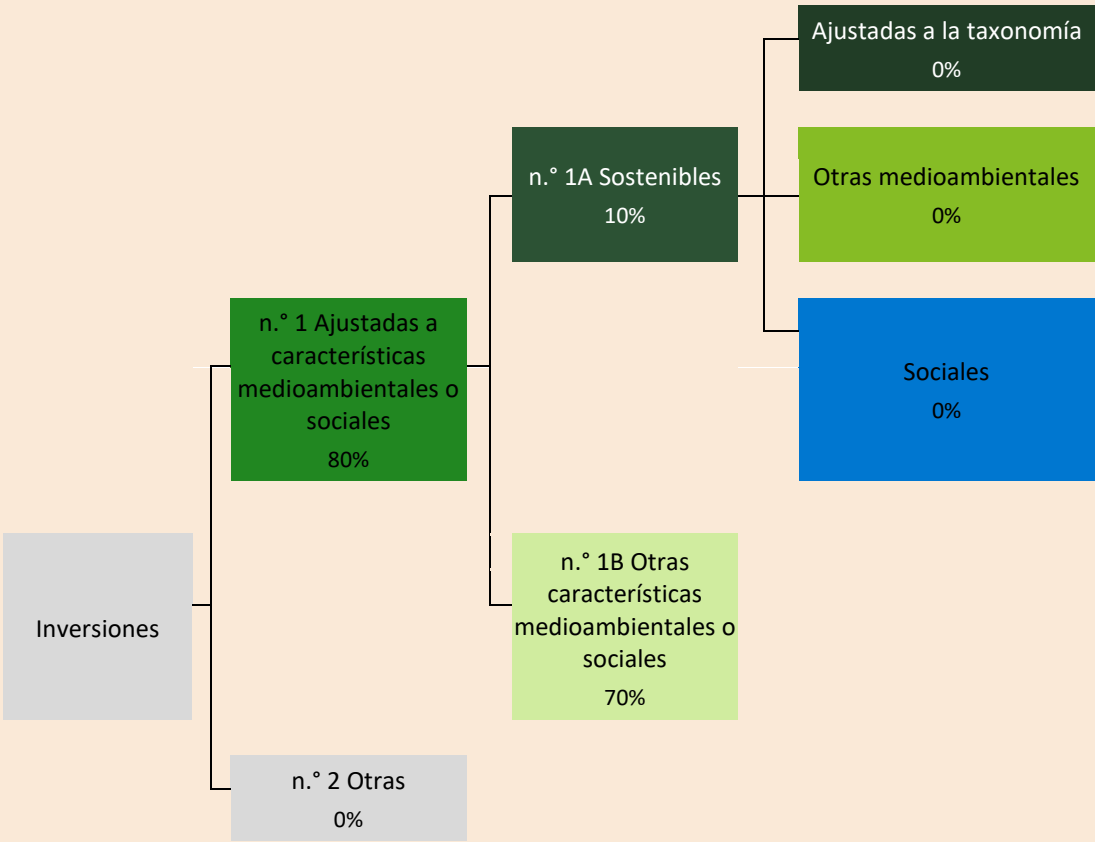 Ajustadas a la taxonomía
0%
n.° 1A Sostenibles
10%
Otras medioambientales
0%
n.° 1 Ajustadas a
características
medioambientales o
sociales
80%
Sociales
0%
Inversiones
n.° 1B Otras
características
medioambientales o
sociales
70%
n.° 2 Otras
0%